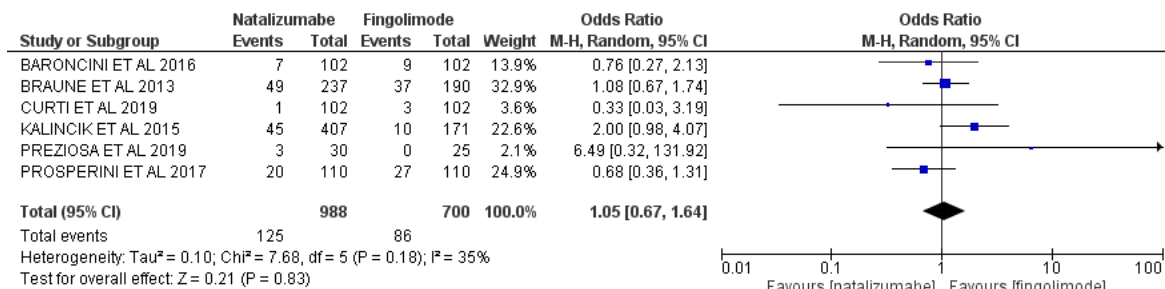 Natalizumabe Fingolimode Odds Ratio Odds Ratio
Study or Subgroup Events Total Events Total Weight M-H, Random, 95% CI M-H, Random, 95% CI
BARONCINI ET AL 2016 7 102 9 102 13.9% 0.76 [0.27, 2.13]
BRAUNE ET AL 2013 49 237 37 190 32.9% 1.08 [0.67, 1.74]
CURTI ET AL 2019 1 102 3 102 3.6% 0.33 [0.03, 3.19]
KALINCIK ET AL 2015 45 407 10 171 22.6% 2.00 [0.98, 4.07]
PREZIOSA ET AL 2019 3 30 0 25 2.1% 6.49 [0.32, 131.92]
PROSPERINI ET AL 2017 20 110 27 110 24.9% 0.68 [0.36, 1.31]
Total (95% CI) 988 700 100.0% 1.05 [0.67, 1.64]
Total events 125 86
Heterogeneity: Tau² = 0.10; Chi² = 7.68, df = 5 (P = 0.18); I² = 35%
Test for overall effect: Z = 0.21 (P = 0.83)
0.01 0.1 1 10 100
Favours [natalizumabe] Favours [fingolimode]